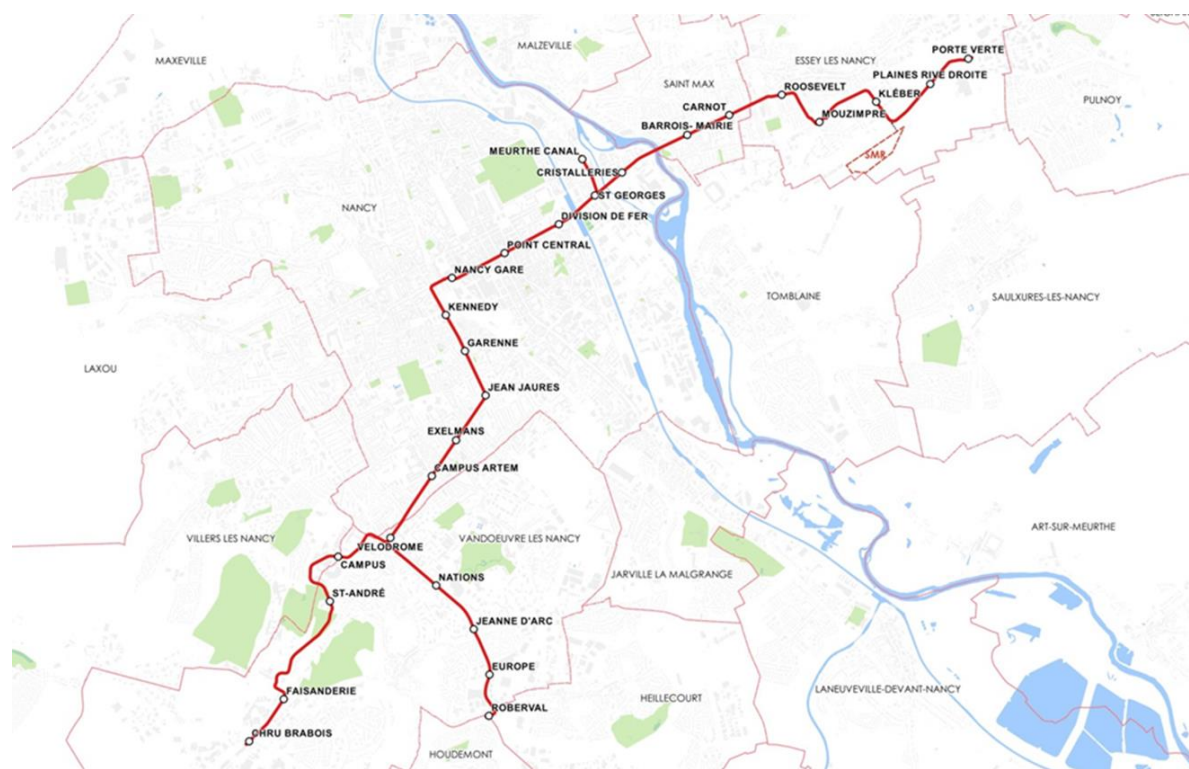 MALZEVILLE
PORTE VERTE
MAXEVILLE
ESSEY LES NANCY
PLAINES RIVE DROITE
SAINT MAX
ROOSEVELT
KLÉBER
PULNOY
CARNOT
MOUZIMPRE
BARROIS- MAIRIE
MEURTHE CANAL
SMR
CRISTALLERIES
ST GEORGES
NANCY
DIVISION DE FER
POINT CENTRAL
NANCY GARE
TOMBLAINE
SAULXURES-LES-NANCY
KENNEDY
GARENNE
LAXOU
JEAN JAURES
EXELMANS
CAMPUS ARTEM
ART-SUR-MEURTHE
VILLERS LES NANCY
VANDOEUVRE LES NANCY
VELODROME
CAMPUS
JARVILLE LA MALGRANGE
NATIONS
ST-ANDRÉ
JEANNE D'ARC
EUROPE
FAISANDERIE
HEILLECOURT
LANEUVEVILLE-DEVANT-NANCY
ROBERVAL
CHRU BRABOIS
HOUDEMONT